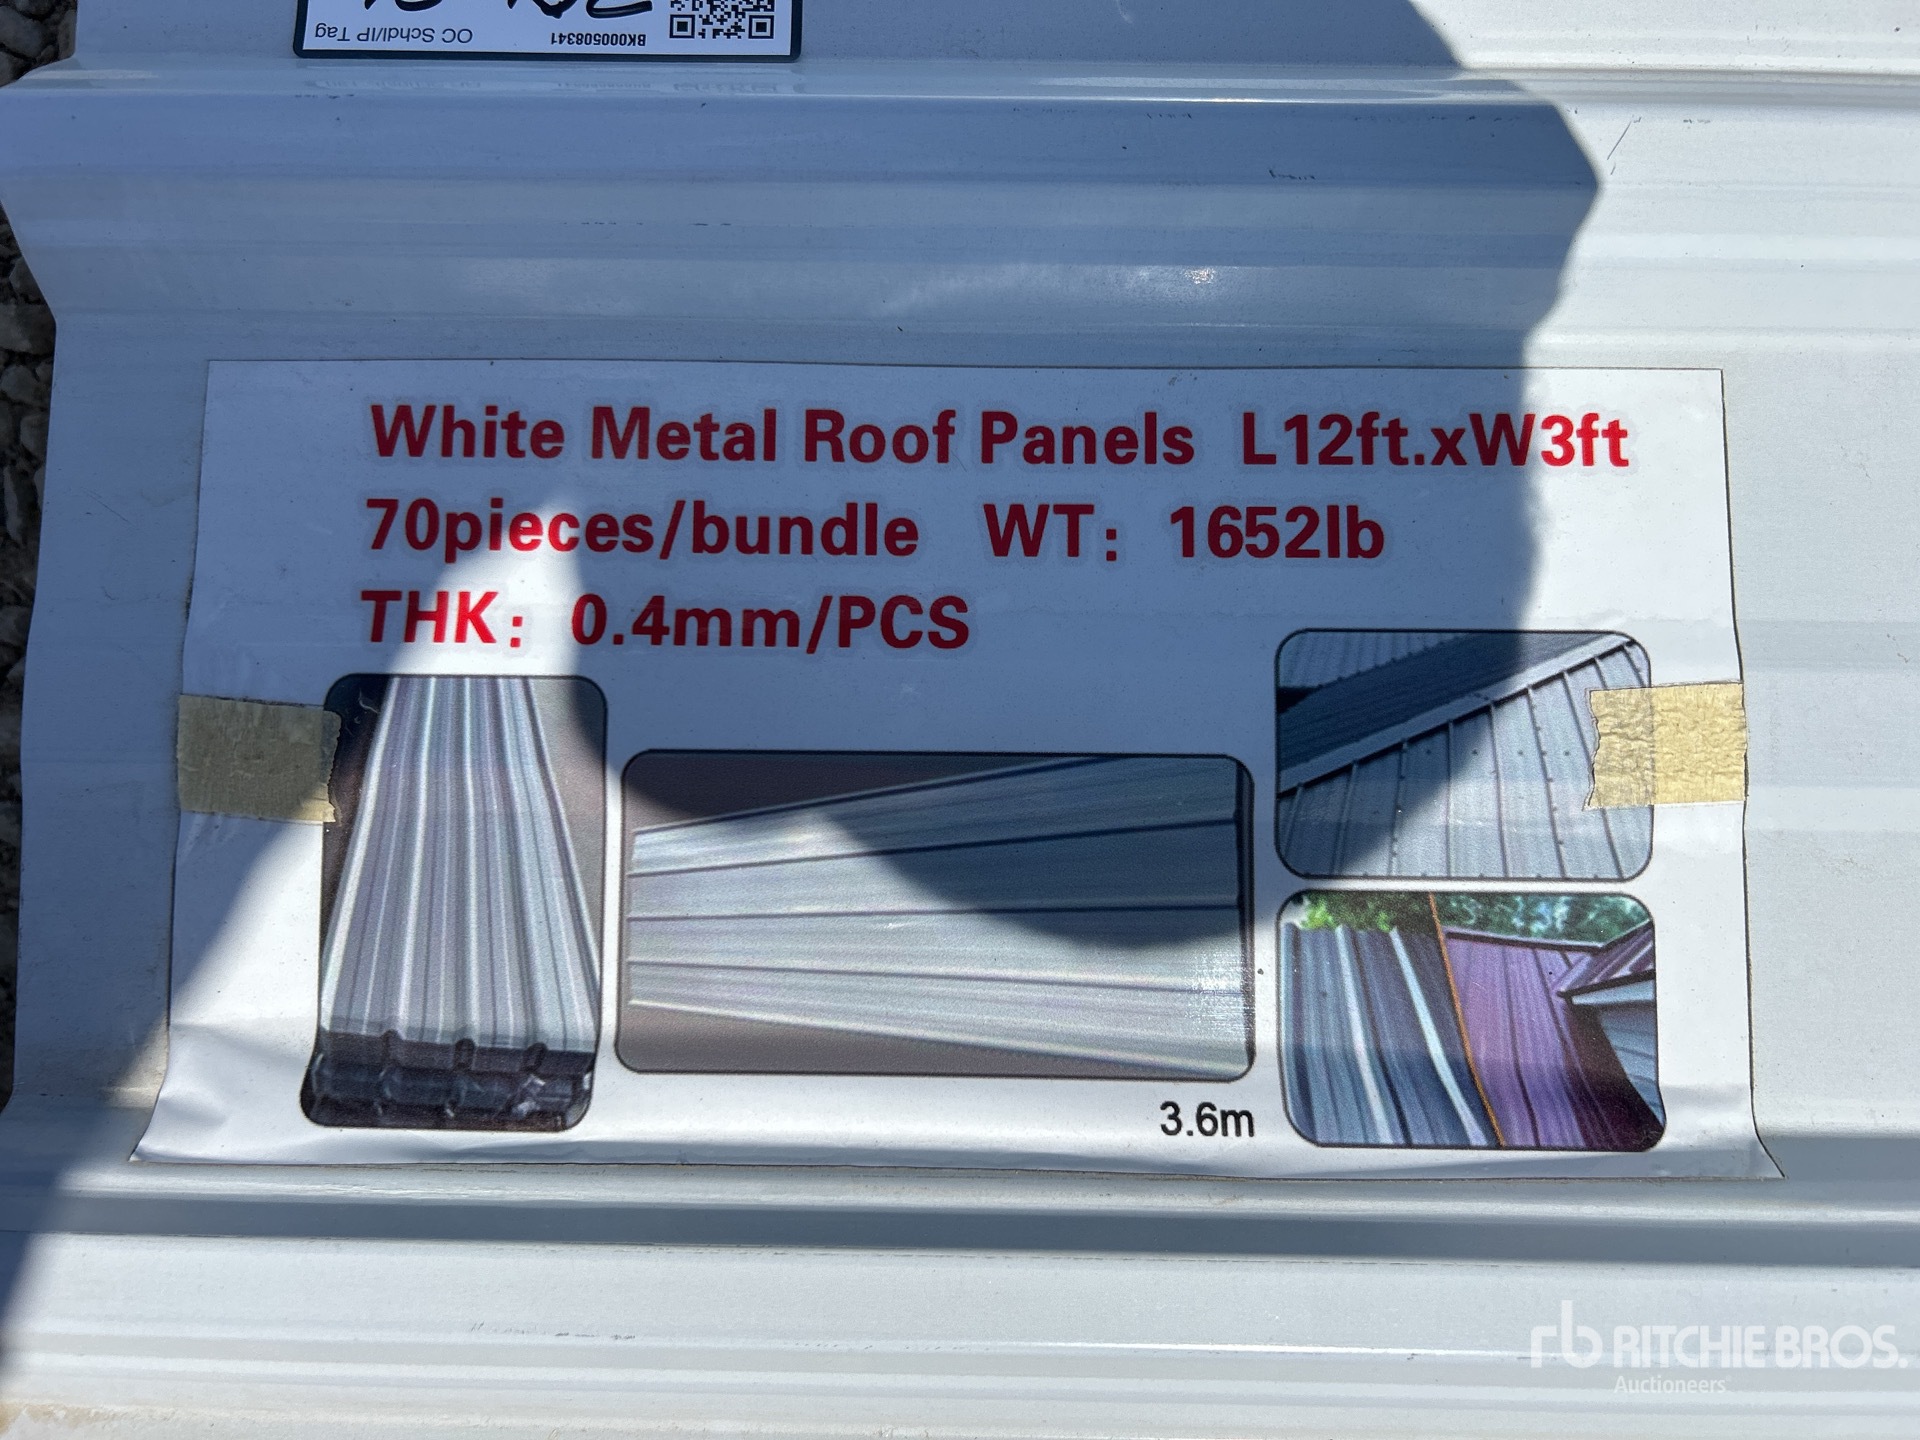 OC Schdl/IP Tag
BK000508341
White Metal Roof Panels L12ft.xW3ft
70pieces/bundle WT: 1652lb
THK: 0.4mm/PCS
3.6m
rb RITCHIE BROS.
Auctioneers